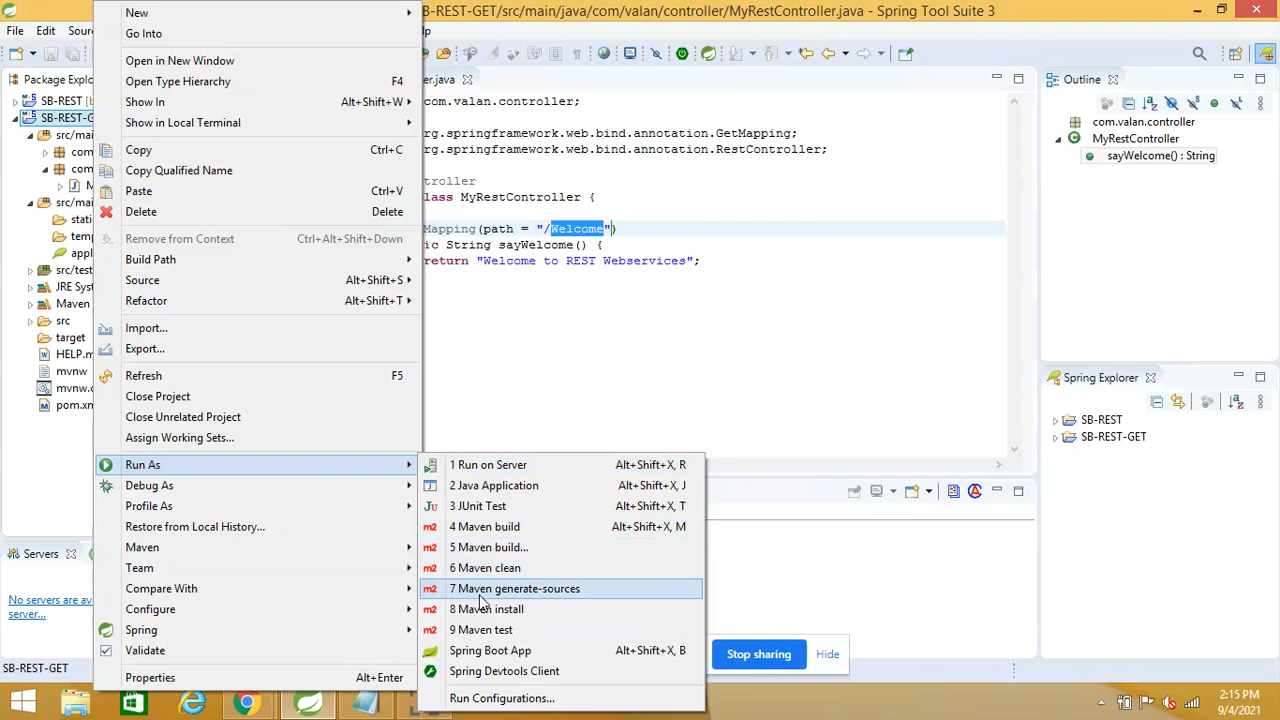 SB-REST-GET/src/main/java/com/valan/controller/MyRestController.java - Spring Tool Suite 3
File Edit
New
Go Into
Open in New Window
Open Type Hierarchy F4
Show In Alt+Shift+W
Show in Local Terminal
Copy Ctrl+C
Copy Qualified Name
Paste Ctrl+V
Delete Delete
Remove from Context Ctrl+Alt+Shift+Down
Build Path
Source Alt+Shift+S
Refactor Alt+Shift+T
Import...
Export...
Refresh F5
Close Project
Close Unrelated Project
Assign Working Sets...
Run As
Debug As
Profile As
Restore from Local History...
Maven
Team
Compare With
Configure
Spring
Validate
Properties Alt+Enter
1 Run on Server Alt+Shift+X, R
2 Java Application Alt+Shift+X, J
3 JUnit Test Alt+Shift+X, T
4 Maven build Alt+Shift+X, M
5 Maven build...
6 Maven clean
7 Maven generate-sources
8 Maven install
9 Maven test
Spring Boot App Alt+Shift+X, B
Spring Devtools Client
Run Configurations...
Package Explo
SB-REST [b
SB-REST-G
src/mai
com
com
M
src/mai
stati
tem
appl
src/test
JRE Syst
Maven
src
target
HELP.m
mvnw
mvnw.c
pom.xm
Servers
No servers are av
server...
SB-REST-GET
er.java
com.valan.controller;
rg.springframework.web.bind.annotation.GetMapping;
rg.springframework.web.bind.annotation.RestController;
troller
lass MyRestController {
Mapping(path = "/Welcome")
ic String sayWelcome() {
return "Welcome to REST Webservices";
Outline
com.valan.controller
MyRestController
sayWelcome() : String
Spring Explorer
SB-REST
SB-REST-GET
Stop sharing Hide
2:15 PM
9/4/2021